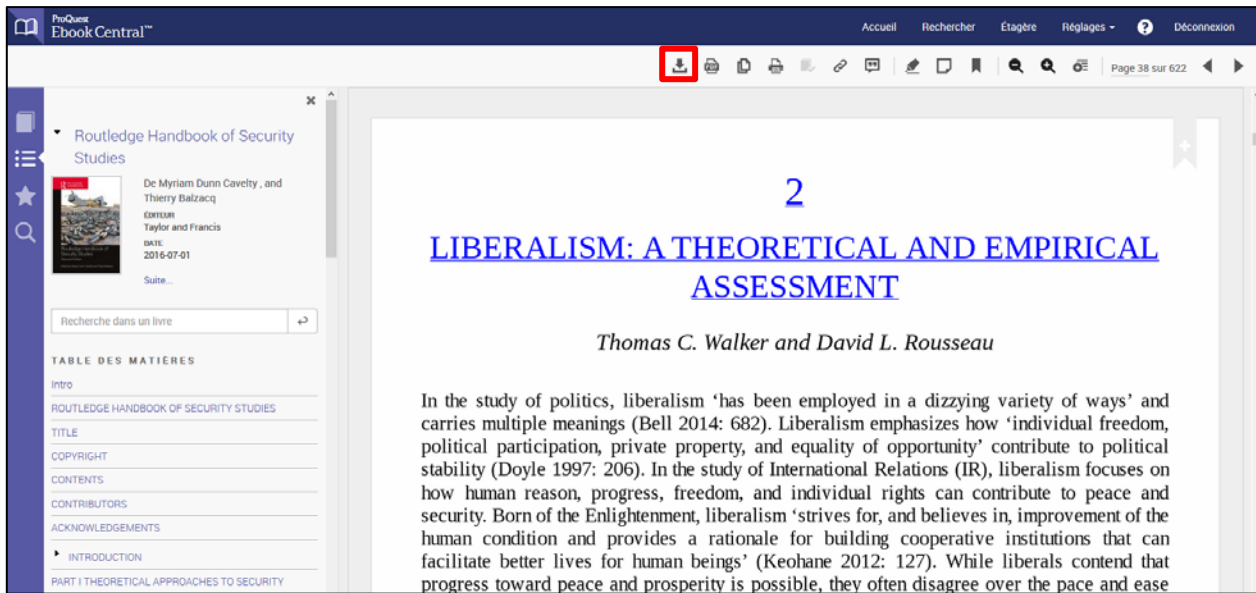 ProQuest
Ebook Central™
Accueil
Rechercher
Étagère
Réglages
?
Déconnexion
Page 38 sur 622
Routledge Handbook of Security
Studies
De Myriam Dunn Cavelty , and
Thierry Balzacq
ÉDITEUR
Taylor and Francis
DATE
2016-07-01
Suite...
Recherche dans un livre
TABLE DES MATIÈRES
Intro
ROUTLEDGE HANDBOOK OF SECURITY STUDIES
TITLE
COPYRIGHT
CONTENTS
CONTRIBUTORS
ACKNOWLEDGEMENTS
INTRODUCTION
PART I THEORETICAL APPROACHES TO SECURITY
2
LIBERALISM: A THEORETICAL AND EMPIRICAL
ASSESSMENT
Thomas C. Walker and David L. Rousseau
In the study of politics, liberalism ‘has been employed in a dizzying variety of ways’ and
carries multiple meanings (Bell 2014: 682). Liberalism emphasizes how ‘individual freedom,
political participation, private property, and equality of opportunity’ contribute to political
stability (Doyle 1997: 206). In the study of International Relations (IR), liberalism focuses on
how human reason, progress, freedom, and individual rights can contribute to peace and
security. Born of the Enlightenment, liberalism ‘strives for, and believes in, improvement of the
human condition and provides a rationale for building cooperative institutions that can
facilitate better lives for human beings’ (Keohane 2012: 127). While liberals contend that
progress toward peace and prosperity is possible, they often disagree over the pace and ease